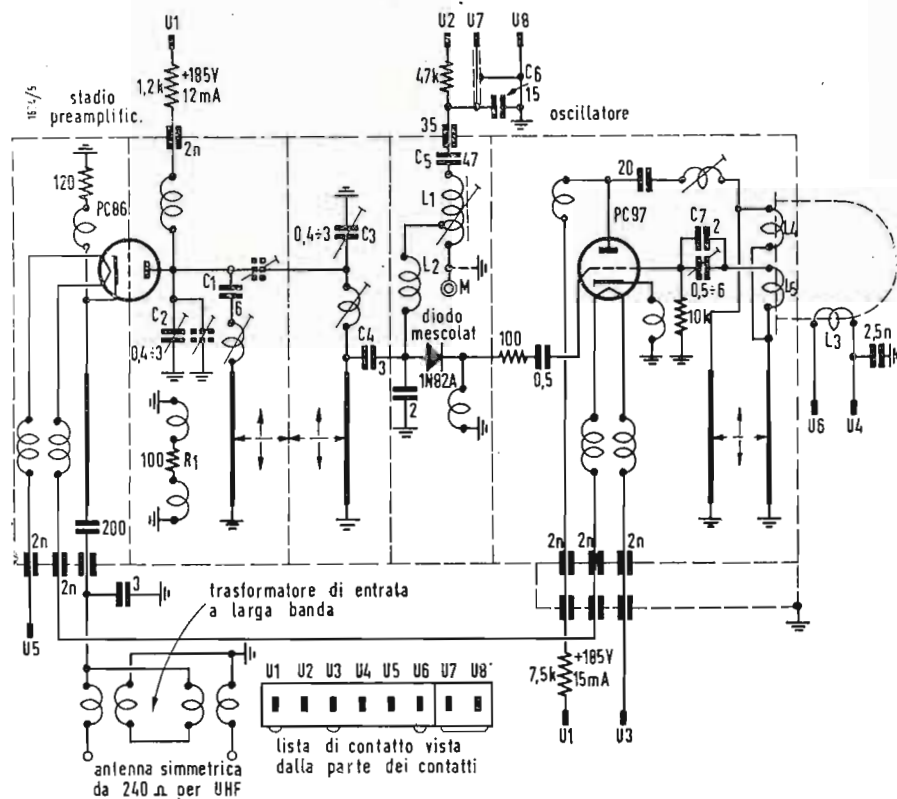 U1
U2
U7
U8
1,2k
+185V
12mA
47k
C6
15
stadio
preamplific.
2n
35
oscillatore
C5
47
120
PC86
L1
20
PC97
C7
2
0,4÷3
C3
C1
6
L2
M
L4
L5
0,5÷6
10k
C2
0,4÷3
C4
3
diodo
mescolat
1N82A
100
0,5
L3
2,5n
2
U6
U4
100
R1
200
2n
2n
3
2n
2n
2n
trasformatore di entrata
a larga banda
U5
U1
U2
U3
U4
U5
U6
U7
U8
7,5k
+185V
15mA
U1
U3
lista di contatto vista
dalla parte dei contatti
antenna simmetrica
da 240 Ω per UHF